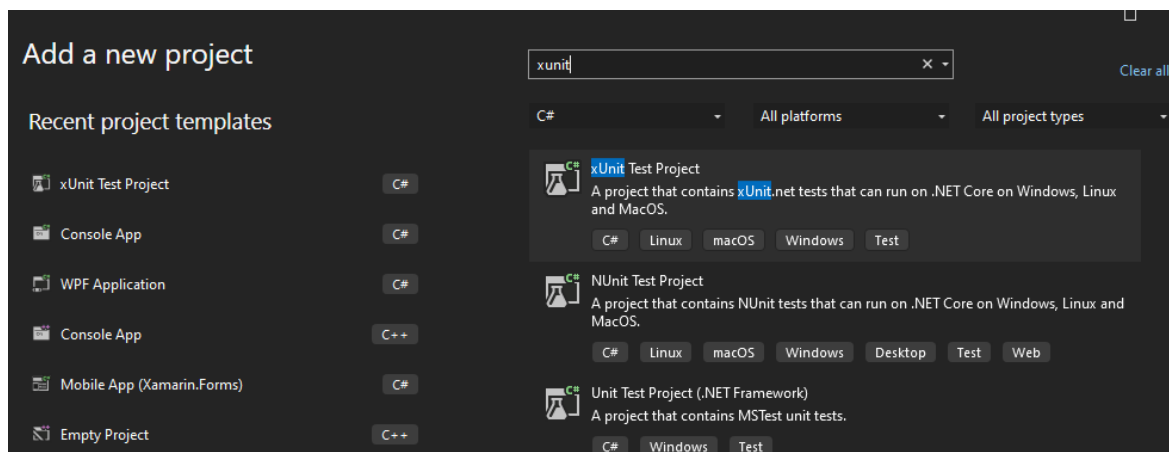 Add a new project
xunit
Clear all
Recent project templates
C#
All platforms
All project types
xUnit Test Project
C#
Console App
C#
WPF Application
C#
Console App
C++
Mobile App (Xamarin.Forms)
C#
Empty Project
C++
xUnit Test Project
A project that contains xUnit.net tests that can run on .NET Core on Windows, Linux
and MacOS.
C# Linux macOS Windows Test
NUnit Test Project
A project that contains NUnit tests that can run on .NET Core on Windows, Linux and
MacOS.
C# Linux macOS Windows Desktop Test Web
Unit Test Project (.NET Framework)
A project that contains MSTest unit tests.
C# Windows Test